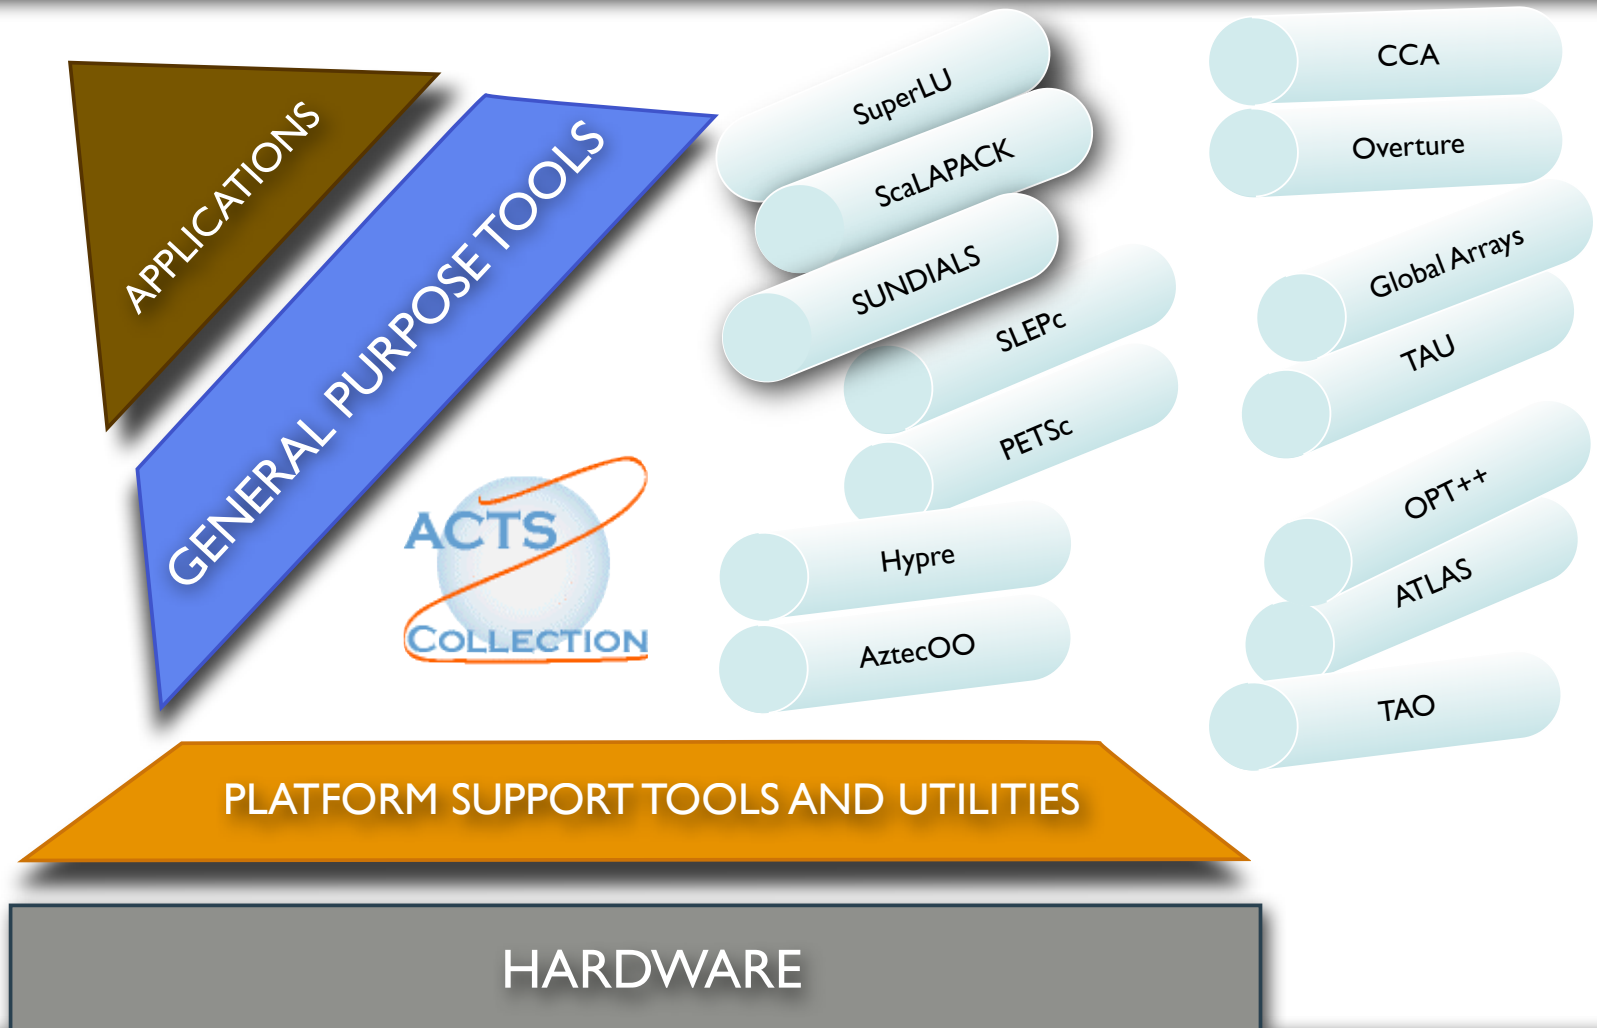 APPLICATIONS
GENERAL PURPOSE TOOLS
ACTS
COLLECTION
SuperLU
ScaLAPACK
SUNDIALS
SLEPc
PETSc
Hypre
AztecOO
CCA
Overture
Global Arrays
TAU
OPT++
ATLAS
TAO
PLATFORM SUPPORT TOOLS AND UTILITIES
HARDWARE